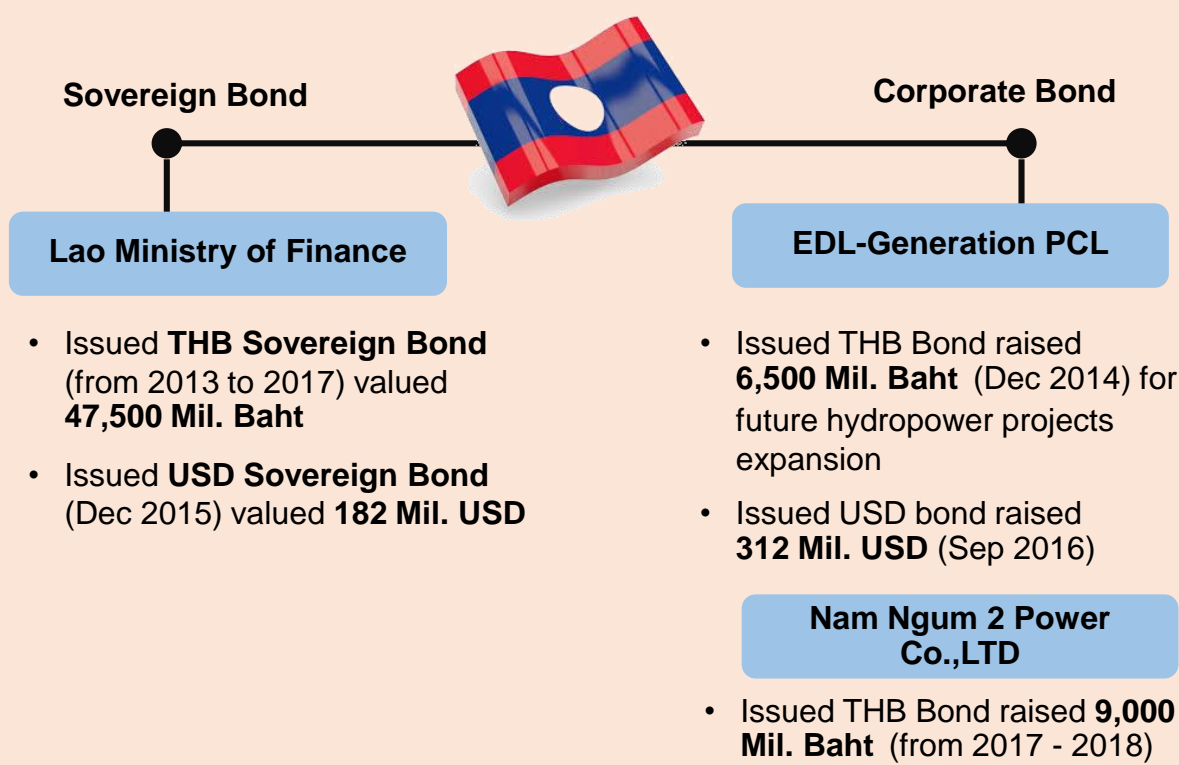 Sovereign Bond
Lao Ministry of Finance
• Issued THB Sovereign Bond
(from 2013 to 2017) valued
47,500 Mil. Baht
• Issued USD Sovereign Bond
(Dec 2015) valued 182 Mil. USD
Corporate Bond
EDL-Generation PCL
• Issued THB Bond raised
6,500 Mil. Baht (Dec 2014) for
future hydropower projects
expansion
• Issued USD bond raised
312 Mil. USD (Sep 2016)
Nam Ngum 2 Power
Co.,LTD
• Issued THB Bond raised 9,000
Mil. Baht (from 2017 - 2018)